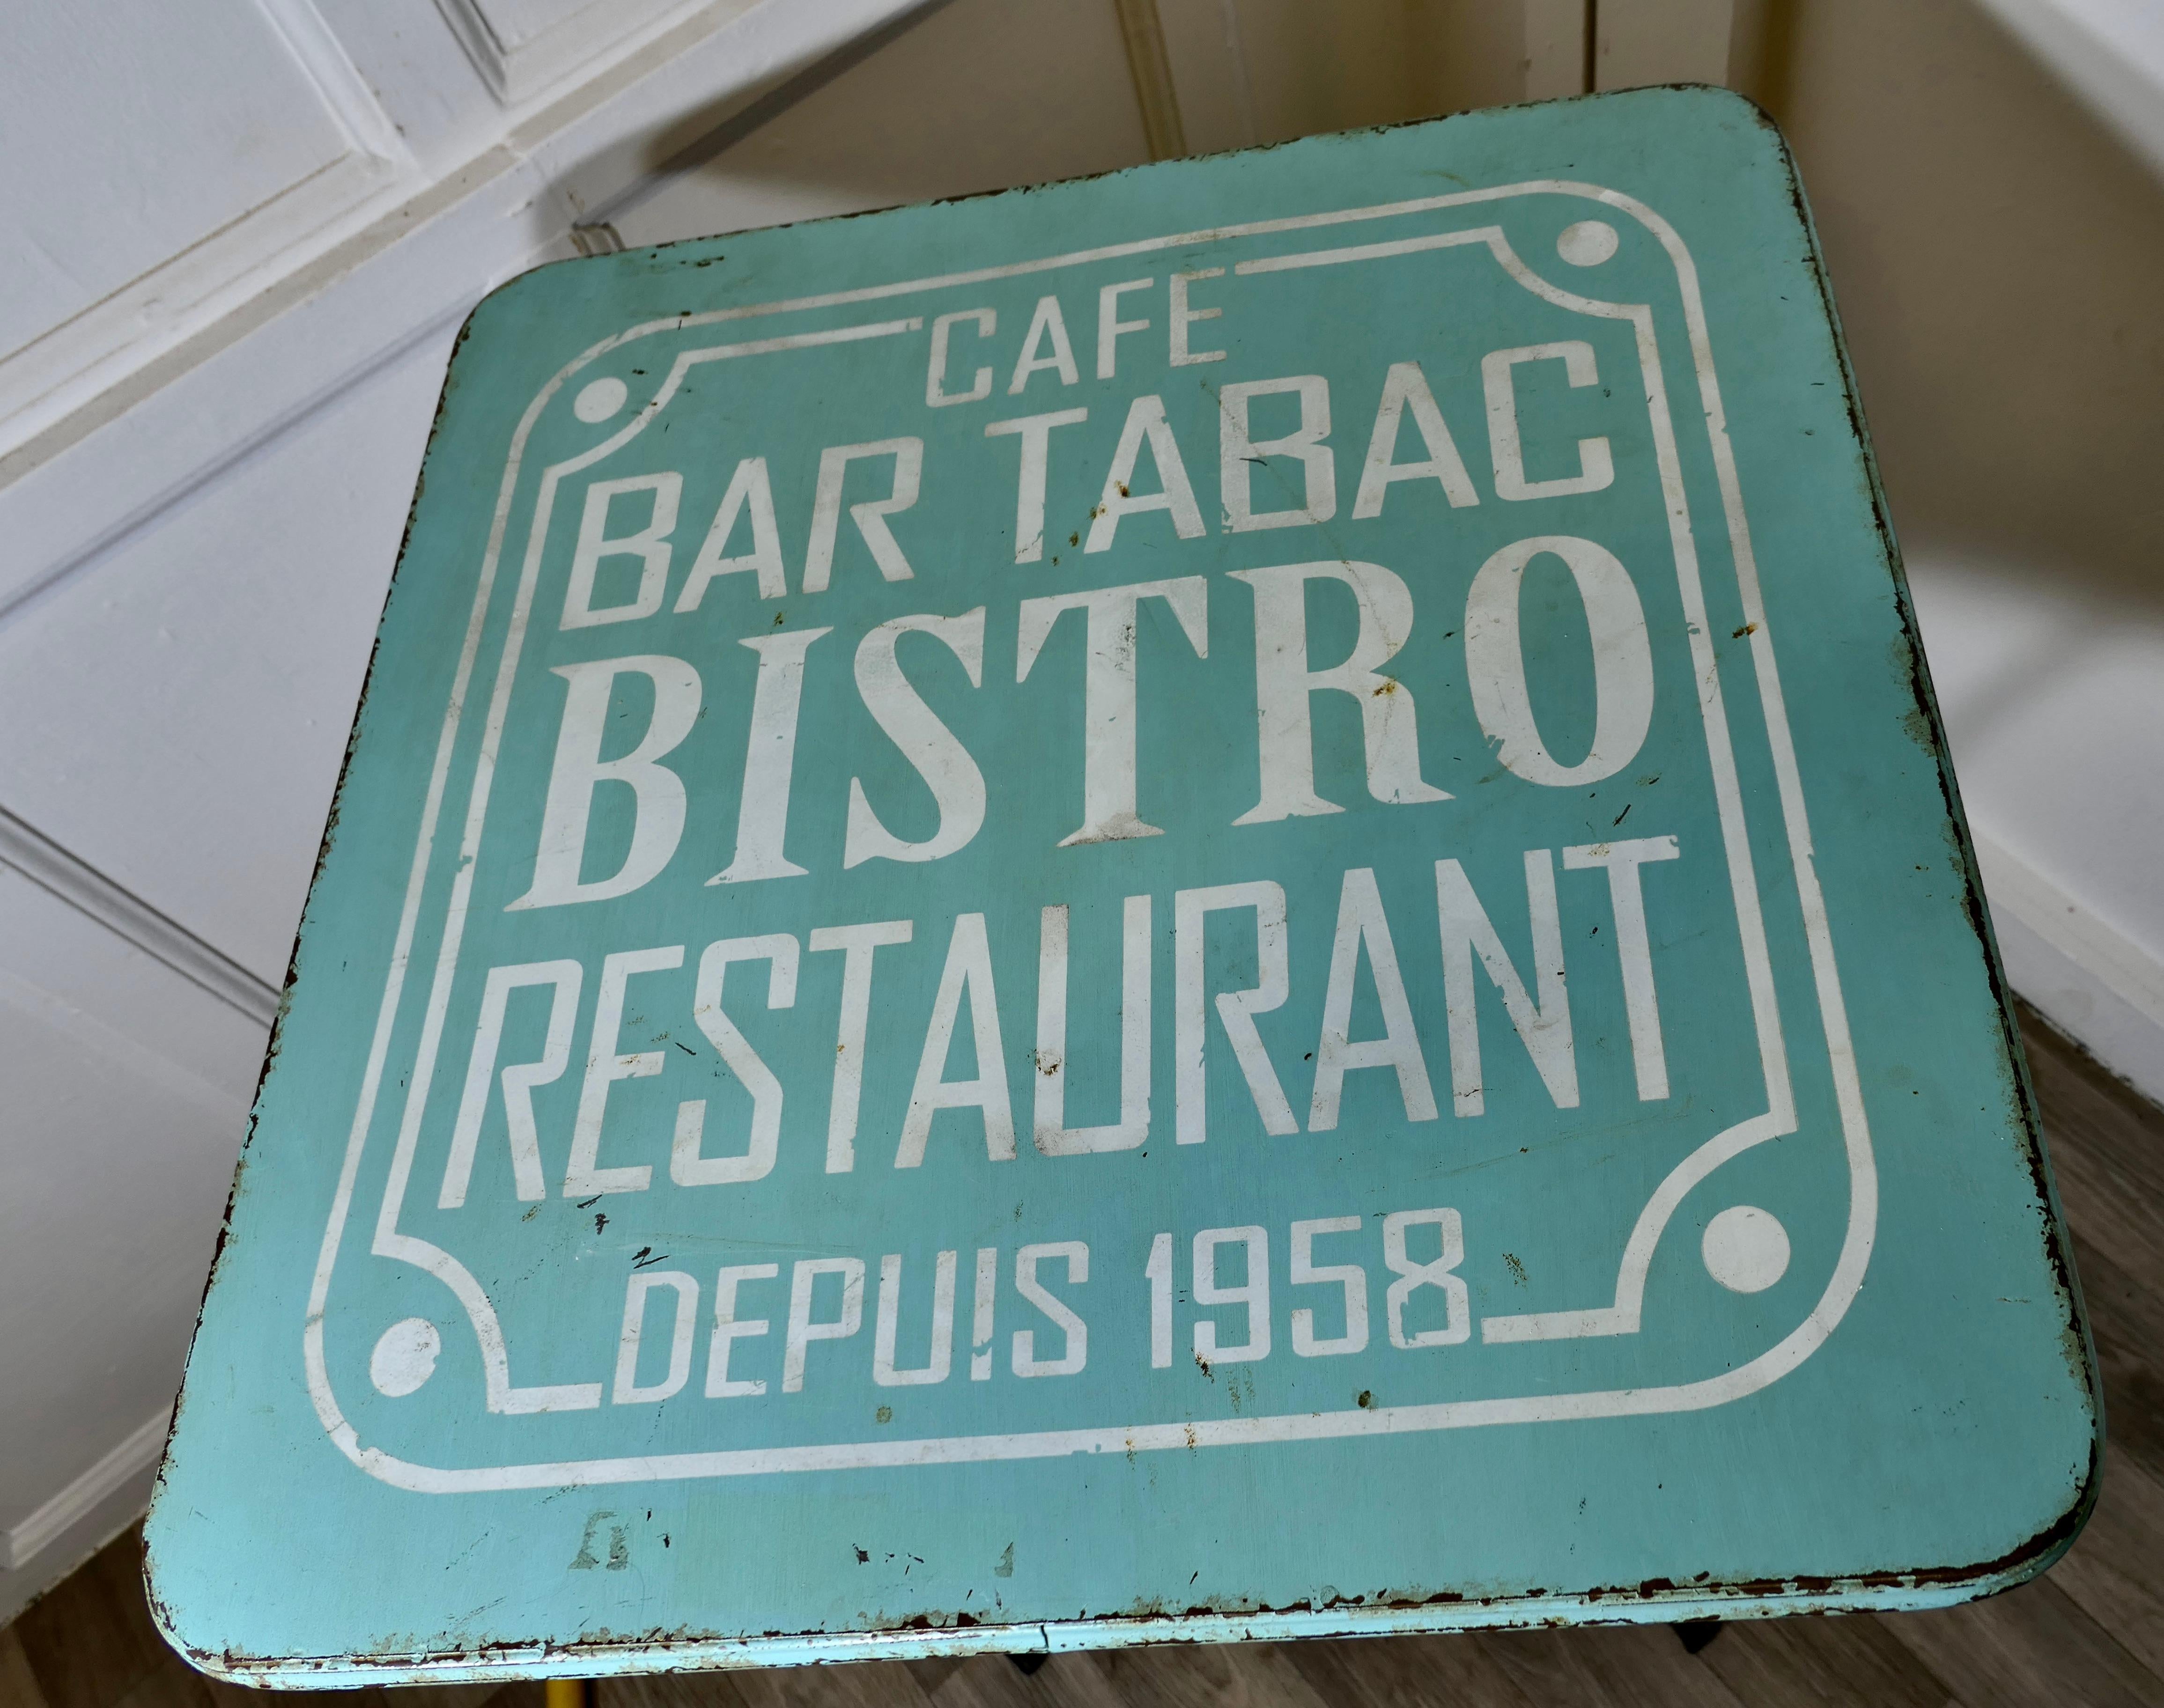 CAFE
BAR TABAC
BISTRO
RESTAURANT
DEPUIS 1958